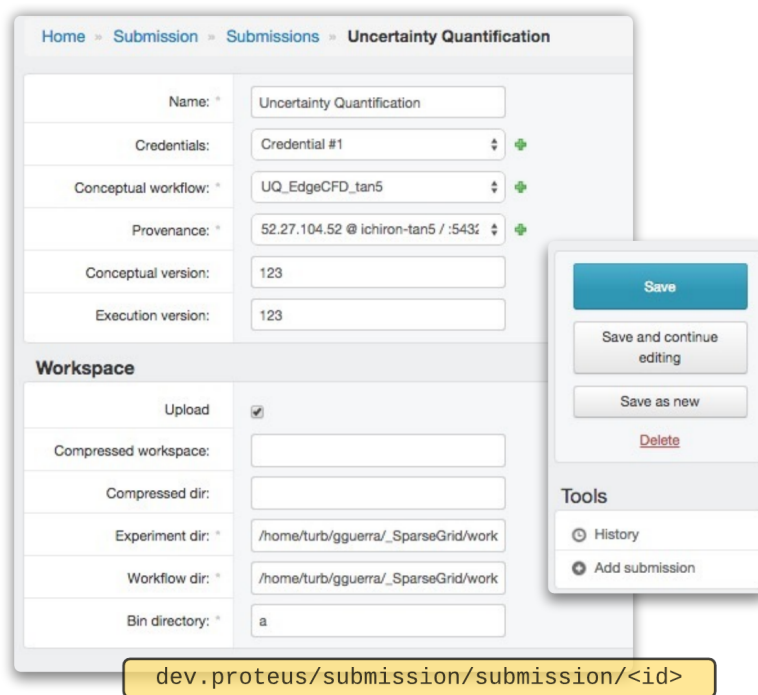 Home » Submission » Submissions » Uncertainty Quantification
Name: * Uncertainty Quantification
Credentials: Credential #1
Conceptual workflow: * UQ_EdgeCFD_tan5
Provenance: * 52.27.104.52 @ ichiron-tan5 / :5432
Conceptual version: 123
Execution version: 123
Workspace
Upload
Compressed workspace:
Compressed dir:
Experiment dir: * /home/turb/gguerra/_SparseGrid/work
Workflow dir: * /home/turb/gguerra/_SparseGrid/work
Bin directory: * a
Save
Save and continue
editing
Save as new
Delete
Tools
History
Add submission
dev.proteus/submission/submission/<id>